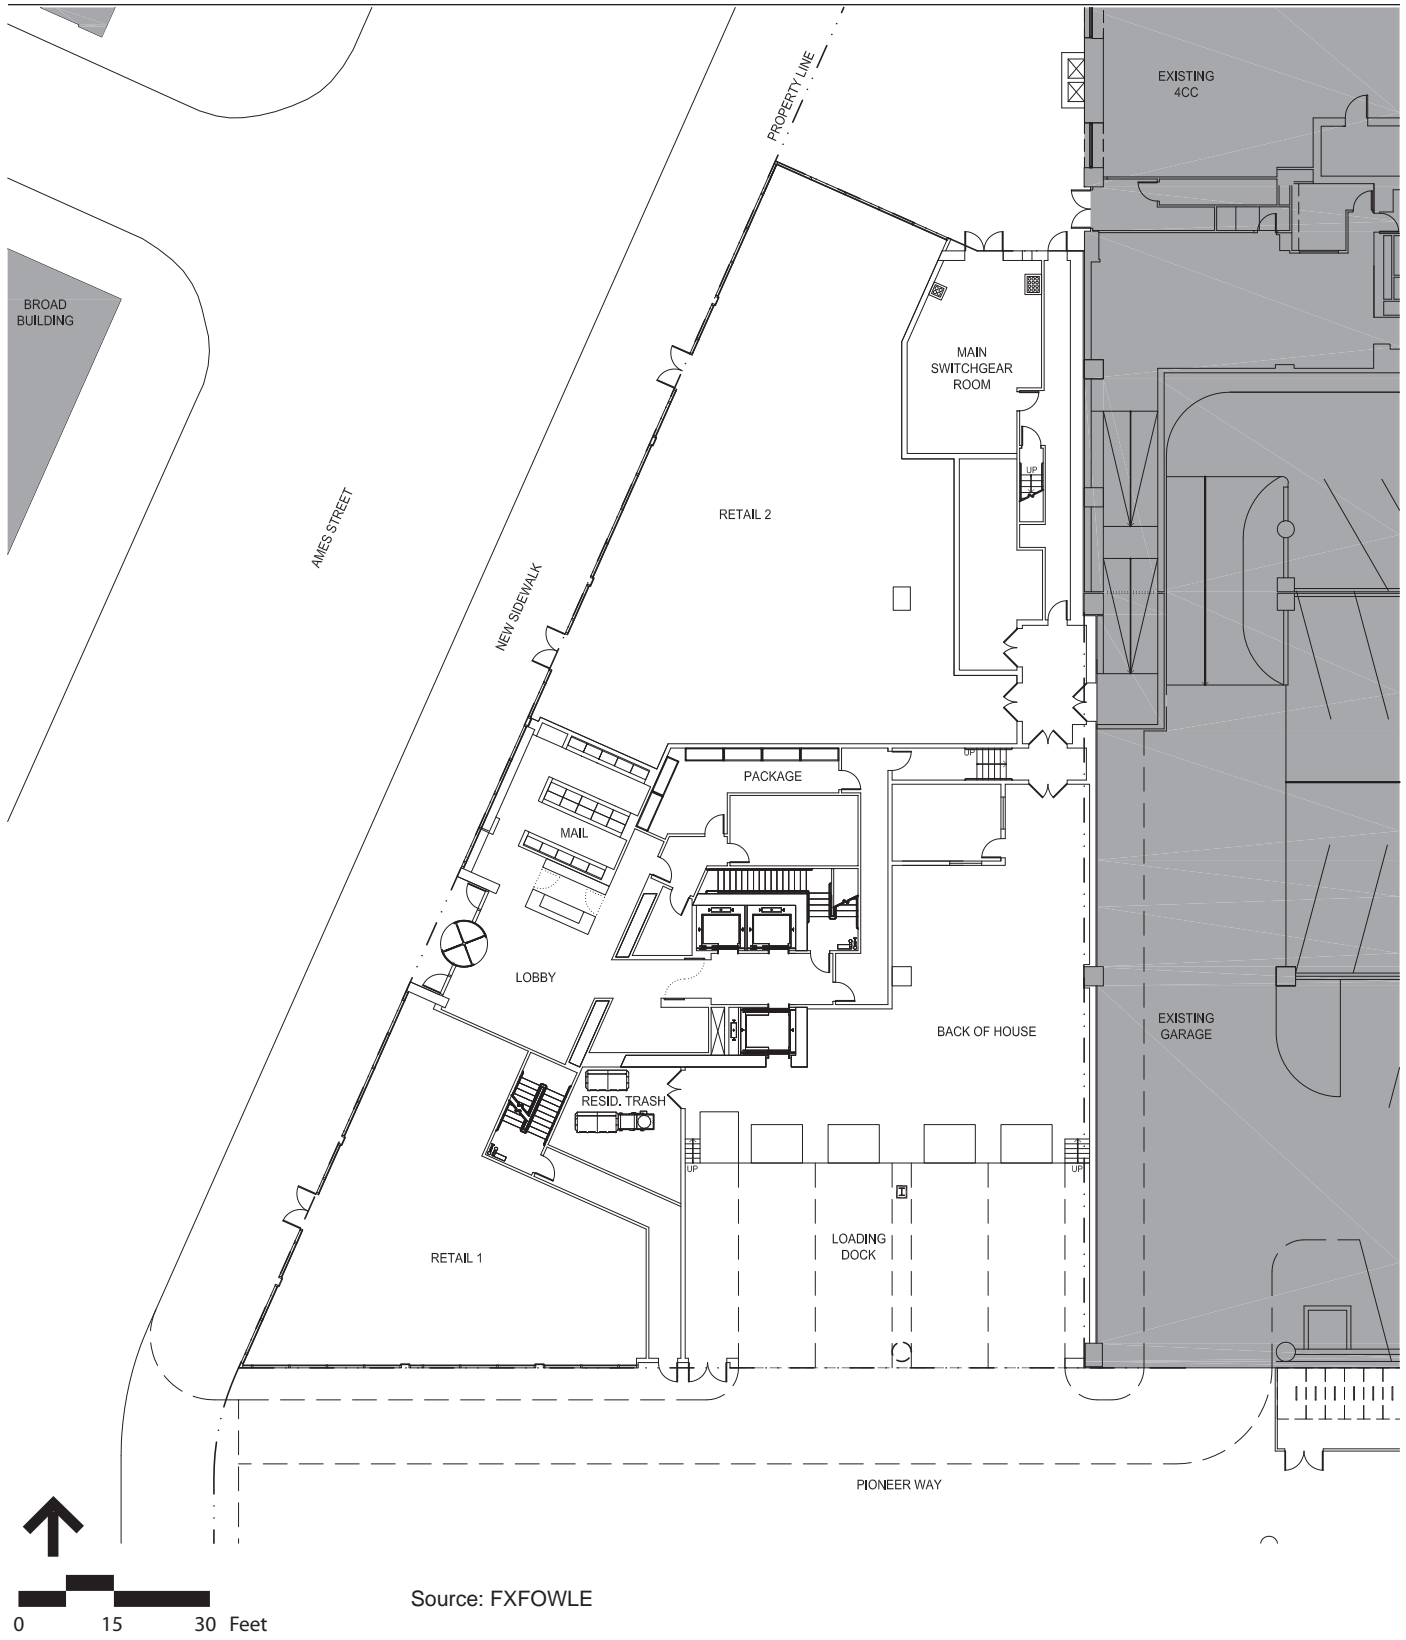 PROPERTY LINE
EXISTING
4CC
BROAD
BUILDING
MAIN
SWITCHGEAR
ROOM
UP
RETAIL 2
AMES STREET
NEW SIDEWALK
UP
PACKAGE
MAIL
LOBBY
BACK OF HOUSE
EXISTING
GARAGE
RESID. TRASH
UP
UP
LOADING
DOCK
RETAIL 1
PIONEER WAY
Source: FXFOWLE
0 15 30 Feet